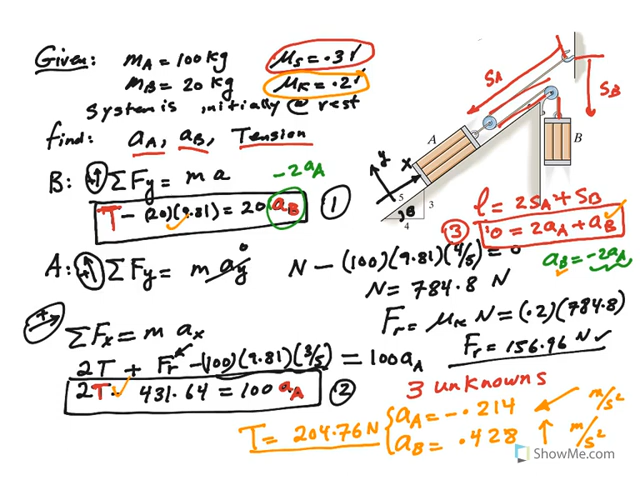 Given: mA = 100 kg   μs = .3 ✓
mB = 20 kg   μK = .2
System is initially @ rest
find: aA, aB, Tension
B: ↑+ ΣFy = m a   -2aA
T - (20)(9.81) = 20 aB   ①
A: ↑+ ΣFy = m ay 0   N - (100)(9.81)(4/5) = 0
N = 784.8 N
→+ ΣFx = m ax
2T + Fr - (100)(9.81)(3/5) = 100 aA
2T - 431.64 = 100 aA   ②
Fr = μK N = (.2)(784.8)
Fr = 156.96 N ✓
3 unknowns
T = 204.76 N { aA = -.214 ← m/s²
aB = .428 ↑ m/s²
SA
SB
A
B
y
x
5
3
4
θ
l = 2SA + SB
③ 0 = 2aA + aB
aB = -2aA
ShowMe.com